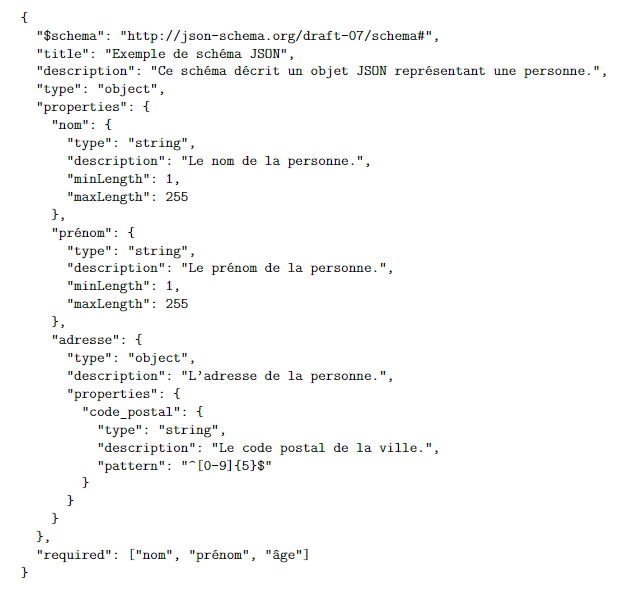 {
  "$schema": "http://json-schema.org/draft-07/schema#",
  "title": "Exemple de schéma JSON",
  "description": "Ce schéma décrit un objet JSON représentant une personne.",
  "type": "object",
  "properties": {
    "nom": {
      "type": "string",
      "description": "Le nom de la personne.",
      "minLength": 1,
      "maxLength": 255
    },
    "prénom": {
      "type": "string",
      "description": "Le prénom de la personne.",
      "minLength": 1,
      "maxLength": 255
    },
    "adresse": {
      "type": "object",
      "description": "L’adresse de la personne.",
      "properties": {
        "code_postal": {
          "type": "string",
          "description": "Le code postal de la ville.",
          "pattern": "^[0-9]{5}$"
        }
      }
    }
  },
  "required": ["nom", "prénom", "âge"]
}